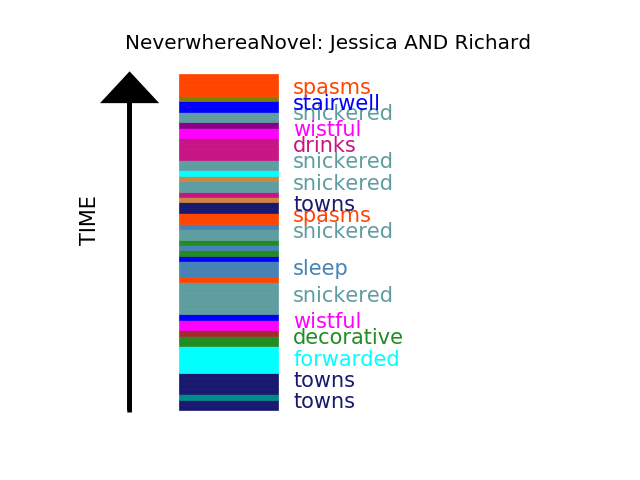 NeverwhereaNovel: Jessica AND Richard
spasms
stairwell
snickered
wistful
drinks
snickered
snickered
towns
spasms
snickered
sleep
snickered
wistful
decorative
forwarded
towns
towns
TIME